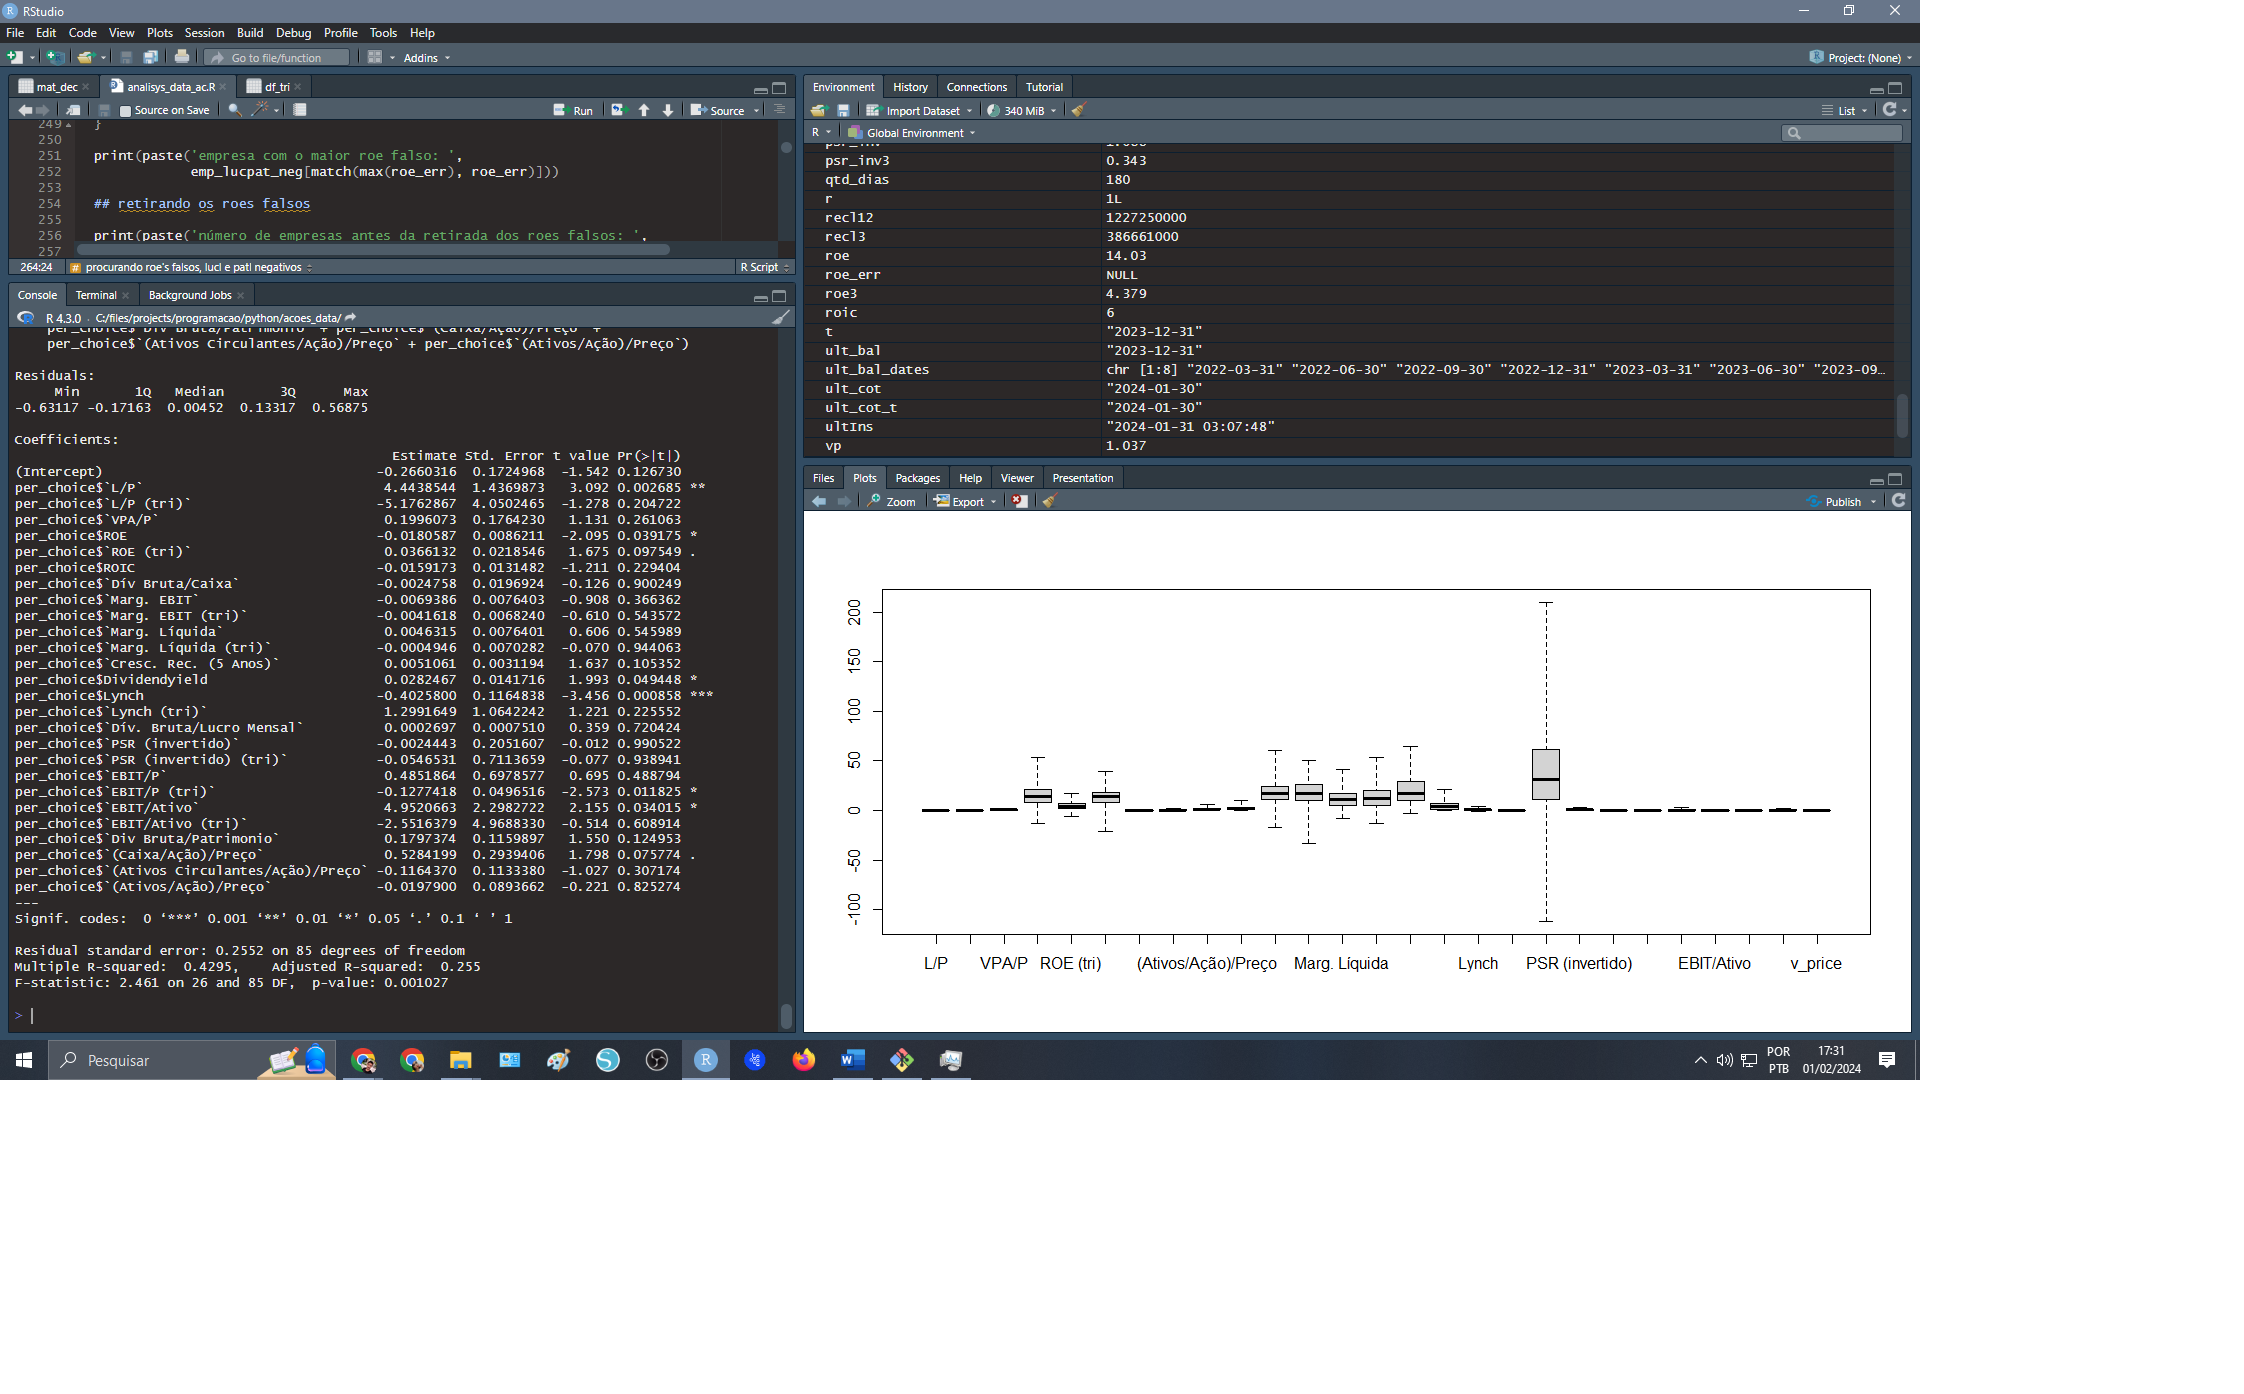 RStudio
File Edit Code View Plots Session Build Debug Profile Tools Help
Go to file/function Addins Project: (None)
mat_dec analisys_data_ac.R df_tri
Source on Save Run Source
249 }
250
251 print(paste('empresa com o maior roe falso: ',
252 emp_lucpat_neg[match(max(roe_err), roe_err)]))
253
254 ## retirando os roes falsos
255
256 print(paste('número de empresas antes da retirada dos roes falsos: ',
257
264:24 # procurando roe's falsos, lucl e patl negativos R Script
Console Terminal Background Jobs
R 4.3.0 · C:/files/projects/programacao/python/acoes_data/
per_choice$`Div Bruta/Patrimonio` + per_choice$`(Caixa/Ação)/Preço` +
per_choice$`(Ativos Circulantes/Ação)/Preço` + per_choice$`(Ativos/Ação)/Preço`)
Residuals:
Min 1Q Median 3Q Max
-0.63117 -0.17163 0.00452 0.13317 0.56875
Coefficients:
Estimate Std. Error t value Pr(>|t|)
(Intercept) -0.2660316 0.1724968 -1.542 0.126730
per_choice$`L/P` 4.4438544 1.4369873 3.092 0.002685 **
per_choice$`L/P (tri)` -5.1762867 4.0502465 -1.278 0.204722
per_choice$`VPA/P` 0.1996073 0.1764230 1.131 0.261063
per_choice$ROE -0.0180587 0.0086211 -2.095 0.039175 *
per_choice$`ROE (tri)` 0.0366132 0.0218546 1.675 0.097549 .
per_choice$ROIC -0.0159173 0.0131482 -1.211 0.229404
per_choice$`Dív Bruta/Caixa` -0.0024758 0.0196924 -0.126 0.900249
per_choice$`Marg. EBIT` -0.0069386 0.0076403 -0.908 0.366362
per_choice$`Marg. EBIT (tri)` -0.0041618 0.0068240 -0.610 0.543572
per_choice$`Marg. Líquida` 0.0046315 0.0076401 0.606 0.545989
per_choice$`Marg. Líquida (tri)` -0.0004946 0.0070282 -0.070 0.944063
per_choice$`Cresc. Rec. (5 Anos)` 0.0051061 0.0031194 1.637 0.105352
per_choice$Dividendyield 0.0282467 0.0141716 1.993 0.049448 *
per_choice$Lynch -0.4025800 0.1164838 -3.456 0.000858 ***
per_choice$`Lynch (tri)` 1.2991649 1.0642242 1.221 0.225552
per_choice$`Dív. Bruta/Lucro Mensal` 0.0002697 0.0007510 0.359 0.720424
per_choice$`PSR (invertido)` -0.0024443 0.2051607 -0.012 0.990522
per_choice$`PSR (invertido) (tri)` -0.0546531 0.7113659 -0.077 0.938941
per_choice$`EBIT/P` 0.4851864 0.6978577 0.695 0.488794
per_choice$`EBIT/P (tri)` -0.1277418 0.0496516 -2.573 0.011825 *
per_choice$`EBIT/Ativo` 4.9520663 2.2982722 2.155 0.034015 *
per_choice$`EBIT/Ativo (tri)` -2.5516379 4.9688330 -0.514 0.608914
per_choice$`Div Bruta/Patrimonio` 0.1797374 0.1159897 1.550 0.124953
per_choice$`(Caixa/Ação)/Preço` 0.5284199 0.2939406 1.798 0.075774 .
per_choice$`(Ativos Circulantes/Ação)/Preço` -0.1164370 0.1133380 -1.027 0.307174
per_choice$`(Ativos/Ação)/Preço` -0.0197900 0.0893662 -0.221 0.825274
---
Signif. codes: 0 ‘***’ 0.001 ‘**’ 0.01 ‘*’ 0.05 ‘.’ 0.1 ‘ ’ 1
Residual standard error: 0.2552 on 85 degrees of freedom
Multiple R-squared: 0.4295, Adjusted R-squared: 0.255
F-statistic: 2.461 on 26 and 85 DF, p-value: 0.001027
>
Environment History Connections Tutorial
Import Dataset 340 MiB List
R Global Environment
psr_inv
psr_inv3 0.343
qtd_dias 180
r 1L
recl12 1227250000
recl3 386661000
roe 14.03
roe_err NULL
roe3 4.379
roic 6
t "2023-12-31"
ult_bal "2023-12-31"
ult_bal_dates chr [1:8] "2022-03-31" "2022-06-30" "2022-09-30" "2022-12-31" "2023-03-31" "2023-06-30" "2023-09…
ult_cot "2024-01-30"
ult_cot_t "2024-01-30"
ultIns "2024-01-31 03:07:48"
vp 1.037
Files Plots Packages Help Viewer Presentation
Zoom Export Publish
200
150
100
50
0
-50
-100
L/P VPA/P ROE (tri) (Ativos/Ação)/Preço Marg. Líquida Lynch PSR (invertido) EBIT/Ativo v_price
Pesquisar
POR
PTB
17:31
01/02/2024